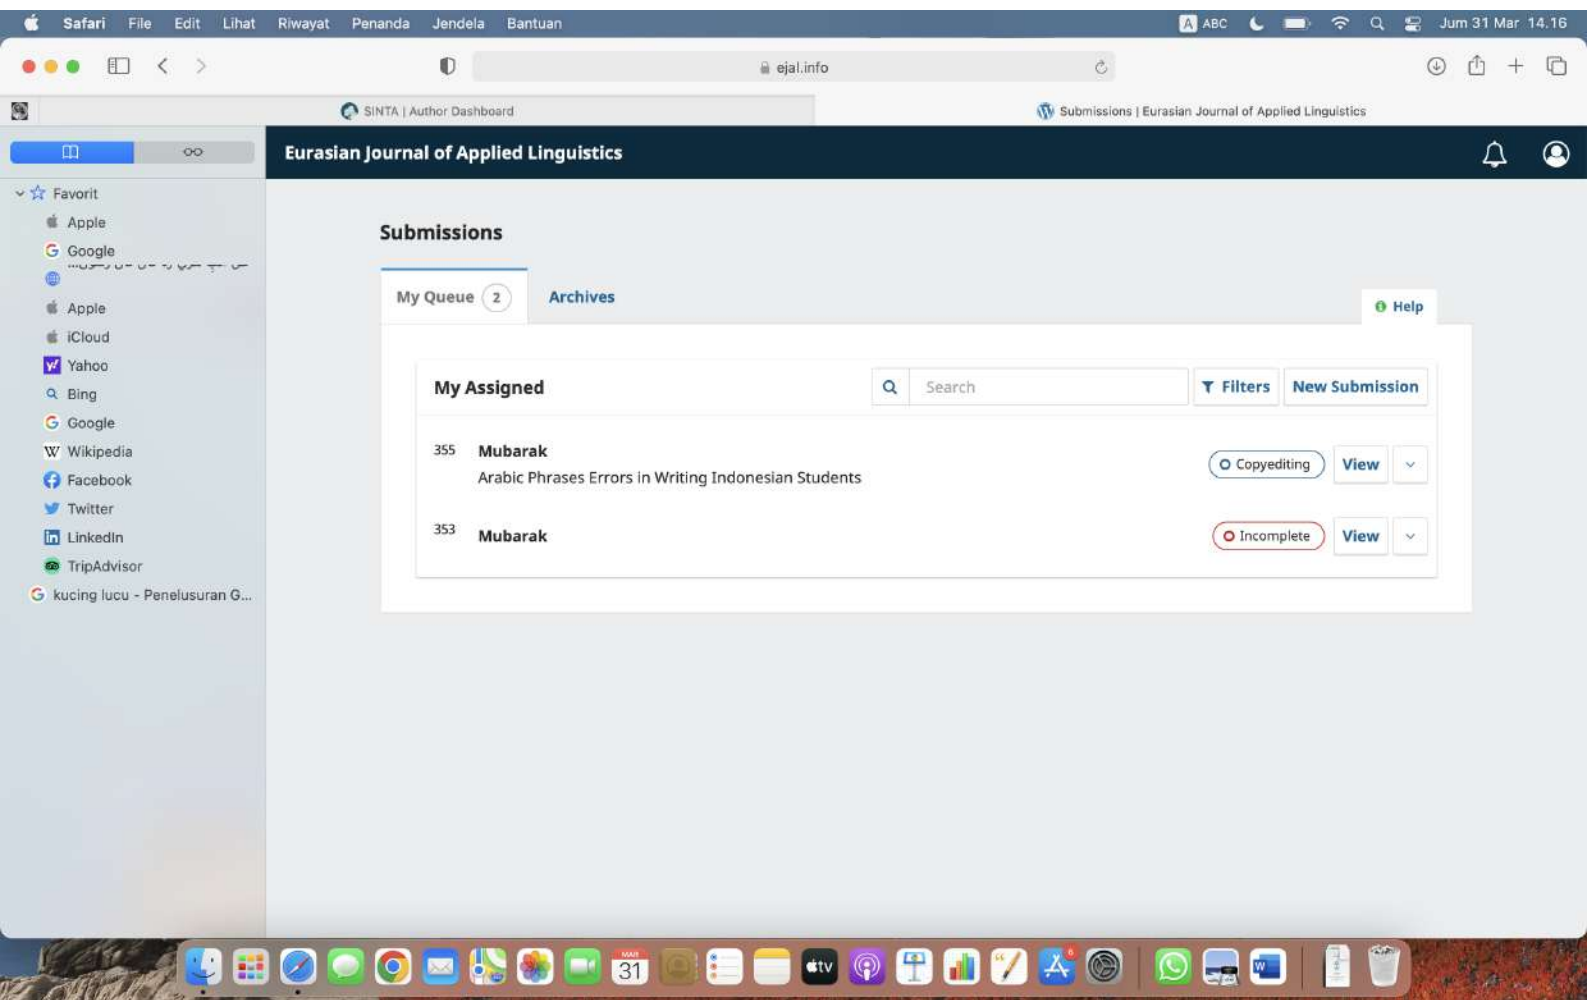 Safari File Edit Lihat Riwayat Penanda Jendela Bantuan
A ABC Jum 31 Mar 14.16
ejal.info
SINTA | Author Dashboard
Submissions | Eurasian Journal of Applied Linguistics
Eurasian Journal of Applied Linguistics
Favorit
Apple
Google
Apple
iCloud
Yahoo
Bing
Google
Wikipedia
Facebook
Twitter
LinkedIn
TripAdvisor
kucing lucu - Penelusuran G...
Submissions
My Queue 2 Archives
Help
My Assigned
Search
Filters New Submission
355 Mubarak
Arabic Phrases Errors in Writing Indonesian Students
Copyediting View
353 Mubarak
Incomplete View
MAR
31
tv
W